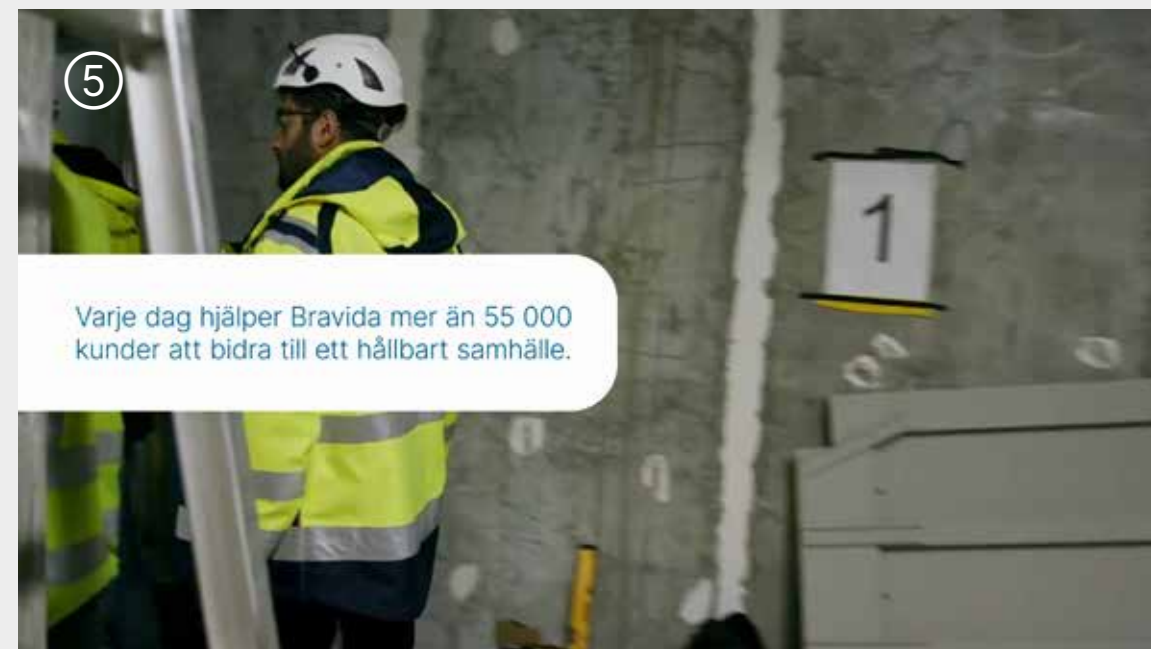 ⑤
Varje dag hjälper Bravida mer än 55 000
kunder att bidra till ett hållbart samhälle.
1